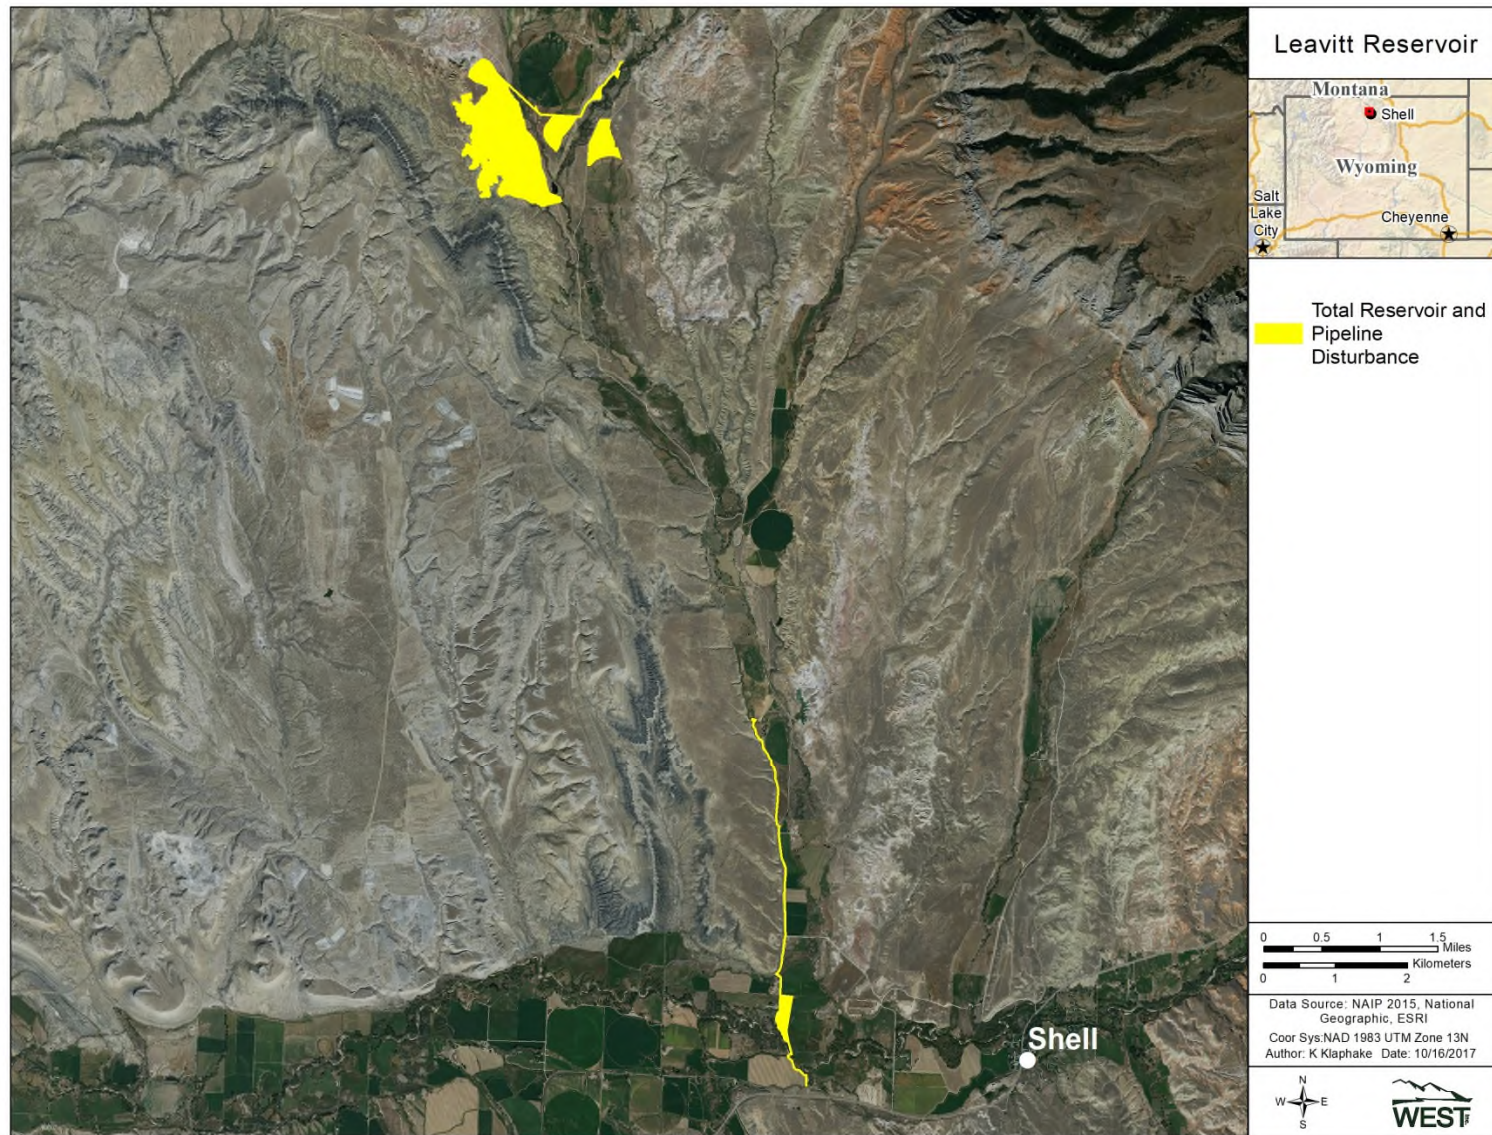 Leavitt Reservoir
Montana
Shell
Wyoming
Salt
Lake
City
Cheyenne
Total Reservoir and
Pipeline
Disturbance
0 0.5 1 1.5
Miles
Kilometers
0 1 2
Data Source: NAIP 2015, National
Geographic, ESRI
Coor Sys:NAD 1983 UTM Zone 13N
Author: K Klaphake Date: 10/16/2017
N
W E
S
WEST
Shell